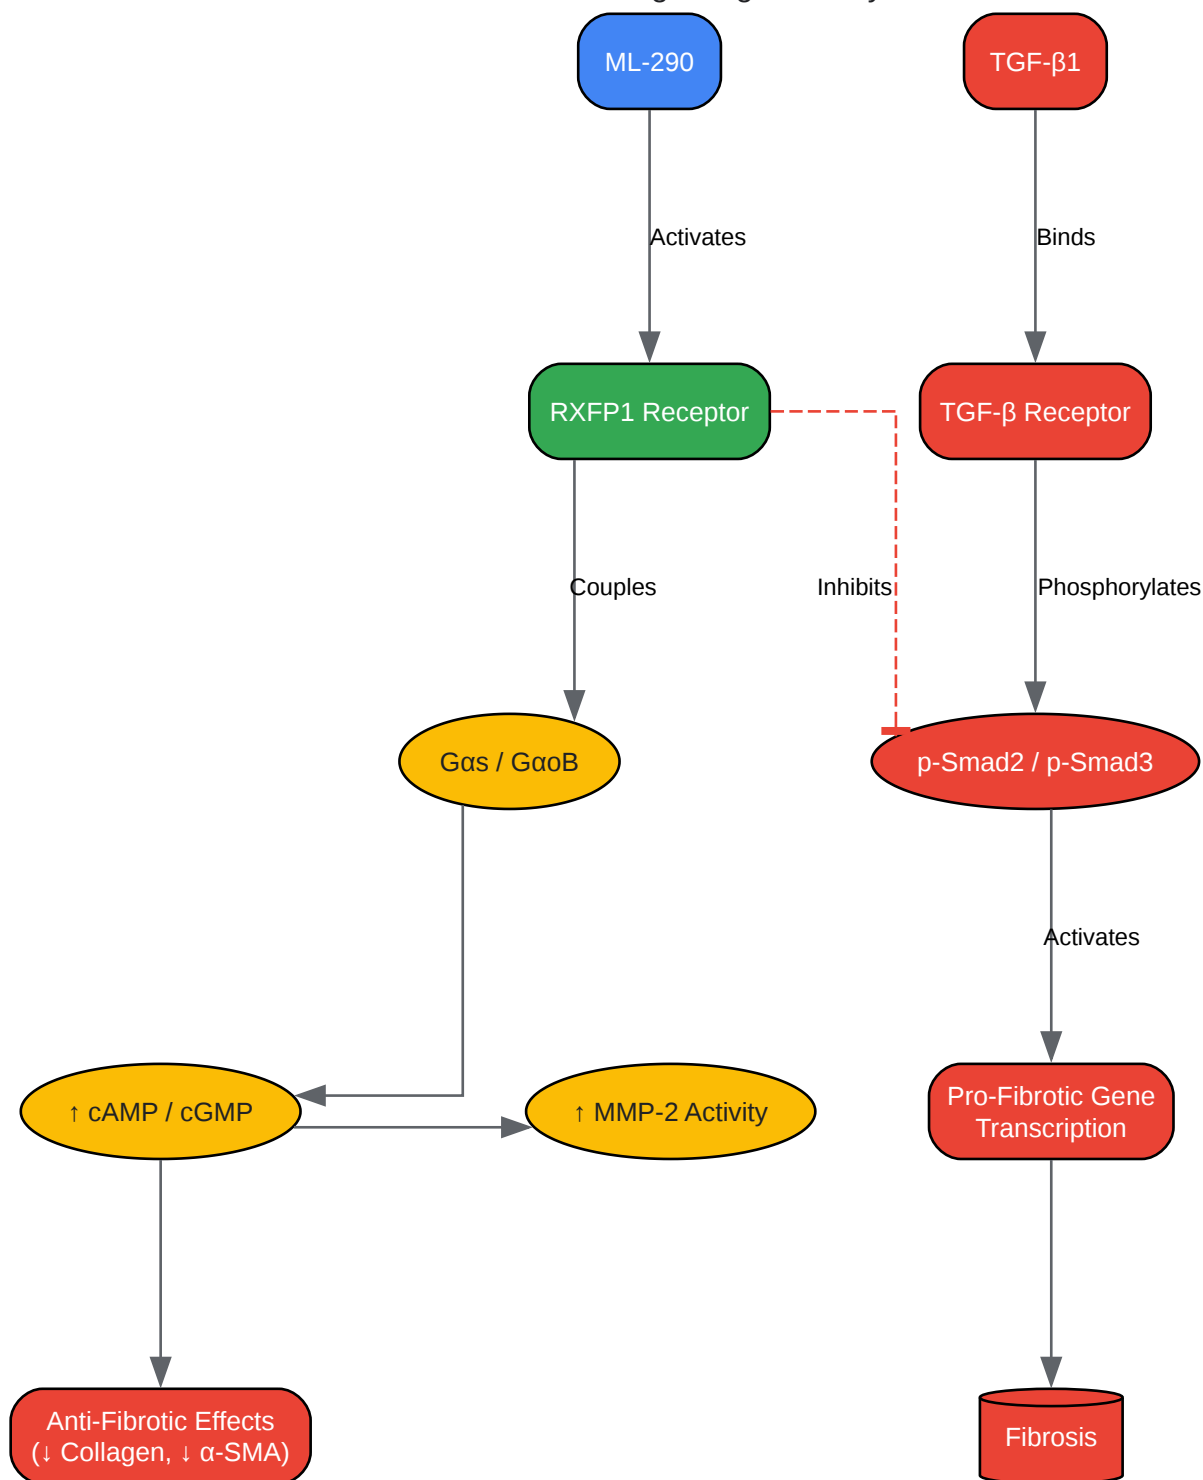 ML-290
TGF-β1
Activates
Binds
RXFP1 Receptor
TGF-β Receptor
Couples
Inhibits
Phosphorylates
Gαs / GαoB
p-Smad2 / p-Smad3
Activates
↑ cAMP / cGMP
↑ MMP-2 Activity
Pro-Fibrotic Gene
Transcription
Anti-Fibrotic Effects
(↓ Collagen, ↓ α-SMA)
Fibrosis